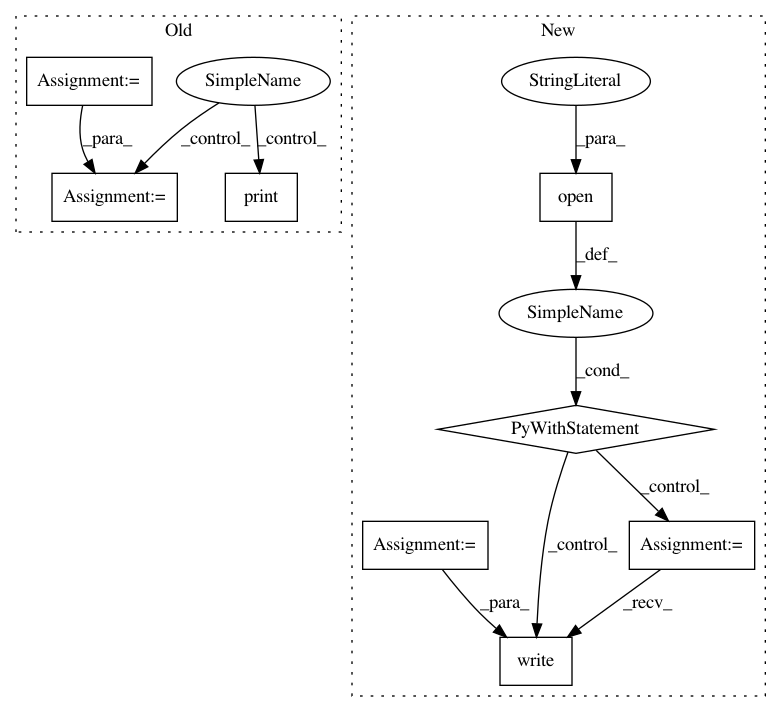 Old
New
Assignment:=
SimpleName
StringLiteral
_para_
_control_
_control_
_para_
Assignment:=
print
open
_def_
SimpleName
_cond_
PyWithStatement
_control_
Assignment:=
_control_
Assignment:=
_para_
_recv_
write